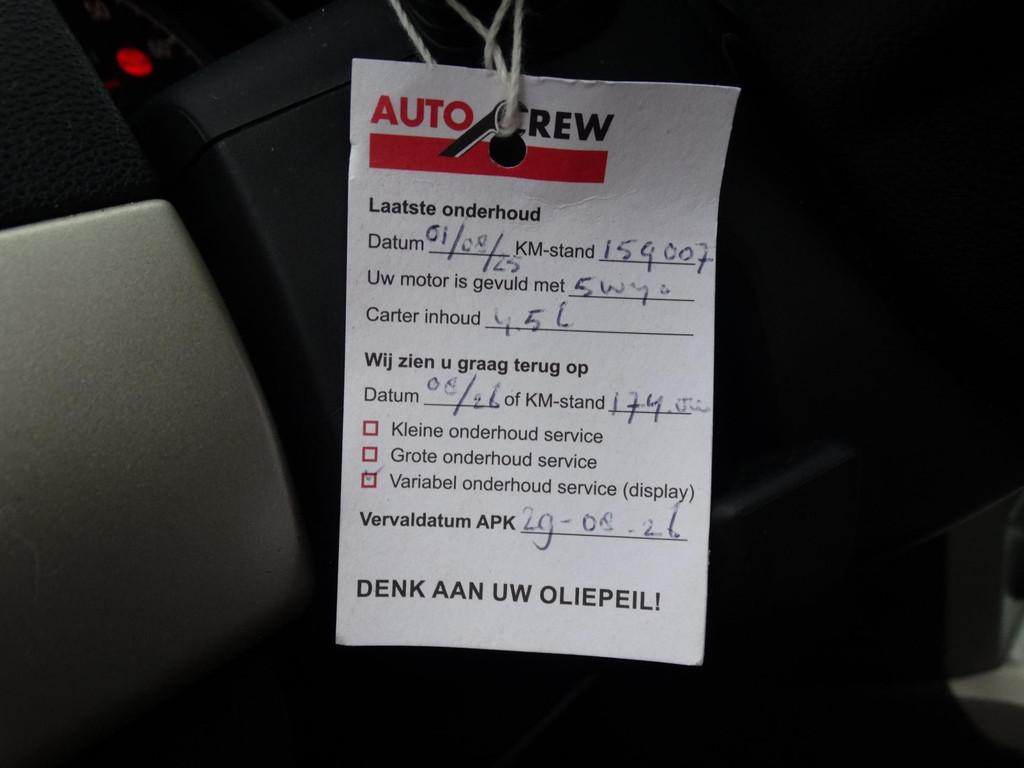 AUTO CREW
Laatste onderhoud
Datum 01/08/25 KM-stand 159007
Uw motor is gevuld met 5w40
Carter inhoud 4.5 l
Wij zien u graag terug op
Datum 08/26 of KM-stand 174.000
Kleine onderhoud service
Grote onderhoud service
Variabel onderhoud service (display)
Vervaldatum APK 29-08-26
DENK AAN UW OLIEPEIL!